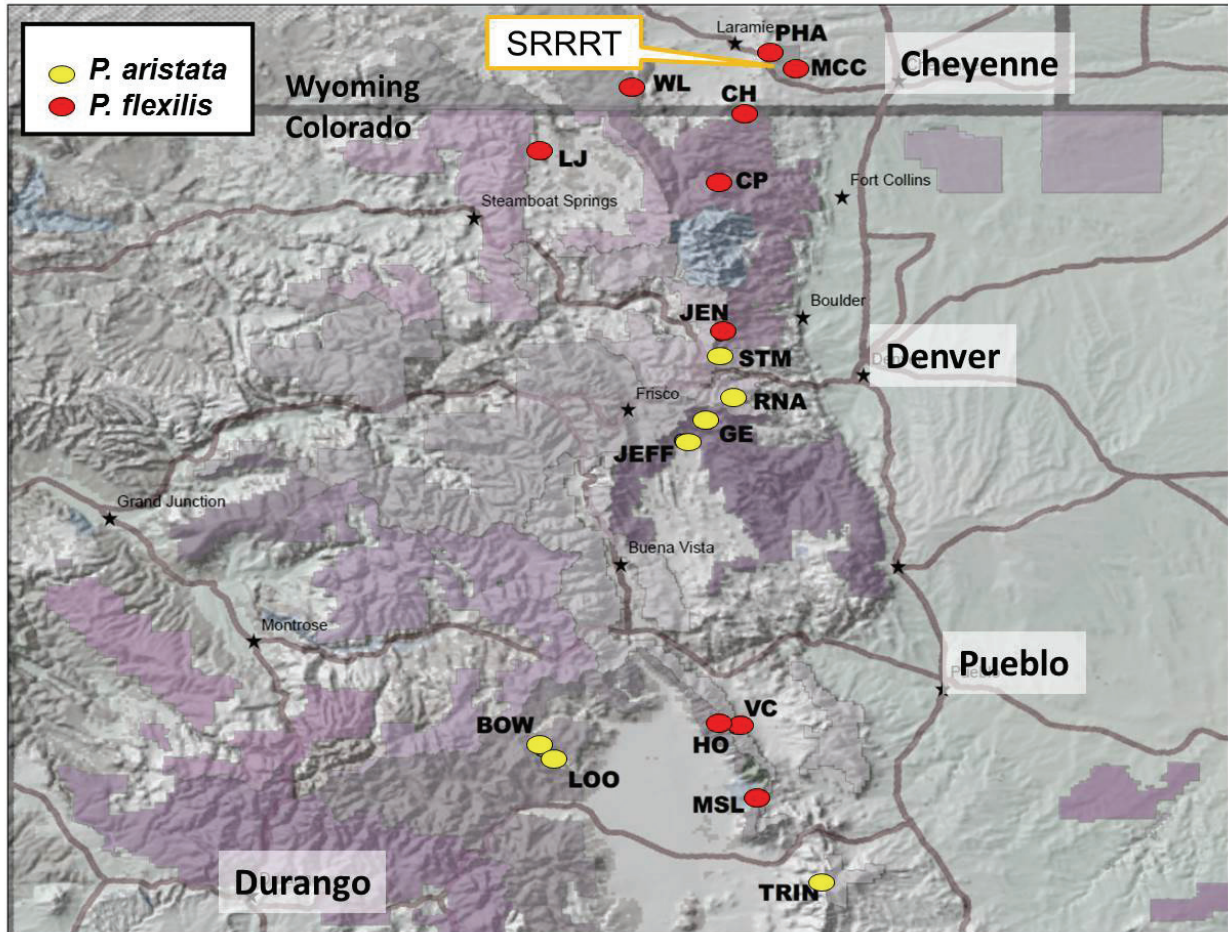 P. aristata
P. flexilis
Laramie
PHA
SRRRT
MCC
Cheyenne
WL
Wyoming
CH
Colorado
LJ
CP
Fort Collins
Steamboat Springs
JEN
Boulder
STM
Denver
RNA
Frisco
GE
JEFF
Grand Junction
Buena Vista
Montrose
Pueblo
BOW
VC
HO
LOO
MSL
Durango
TRIN